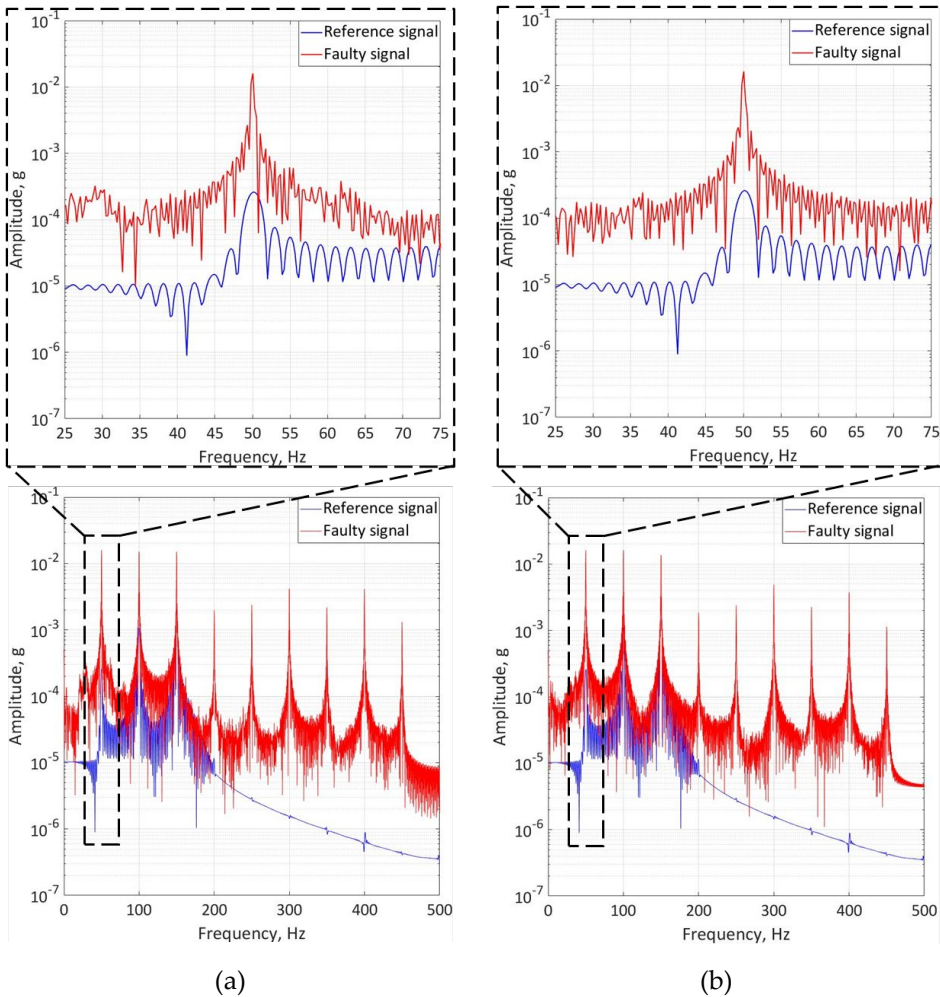 10^-1
Reference signal
Faulty signal
10^-2
10^-3
10^-4
10^-5
10^-6
10^-7
Amplitude, g
25 30 35 40 45 50 55 60 65 70 75
Frequency, Hz
10^-1
Reference signal
Faulty signal
10^-2
10^-3
10^-4
10^-5
10^-6
10^-7
Amplitude, g
25 30 35 40 45 50 55 60 65 70 75
Frequency, Hz
10^-1
Reference signal
Faulty signal
10^-2
10^-3
10^-4
10^-5
10^-6
10^-7
Amplitude, g
0 100 200 300 400 500
Frequency, Hz
10^-1
Reference signal
Faulty signal
10^-2
10^-3
10^-4
10^-5
10^-6
10^-7
Amplitude, g
0 100 200 300 400 500
Frequency, Hz
(a) (b)